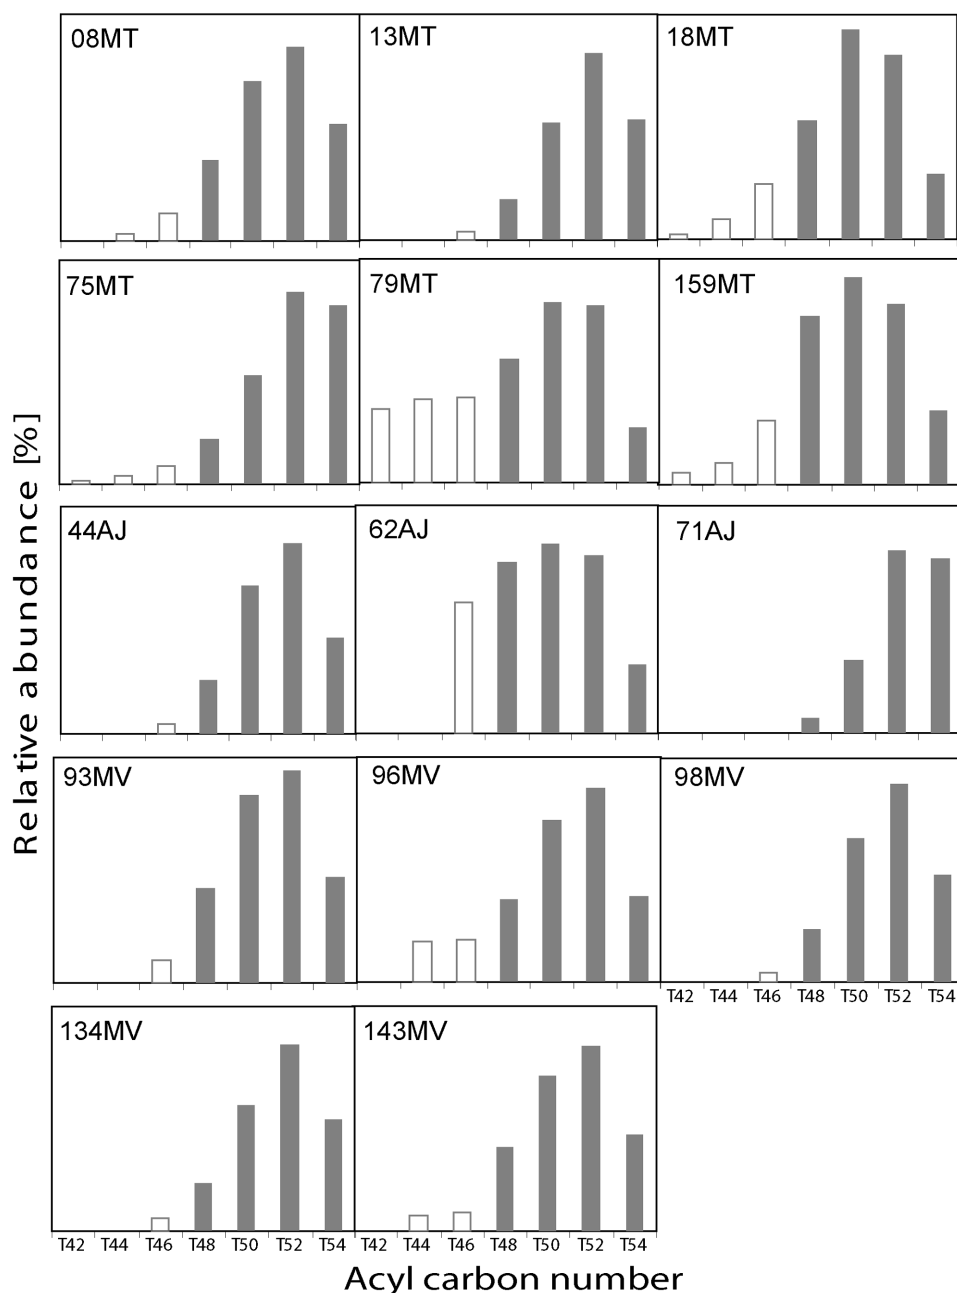 08MT
13MT
18MT
75MT
79MT
159MT
44AJ
62AJ
71AJ
93MV
96MV
98MV
T42 T44 T46 T48 T50 T52 T54
134MV
143MV
T42 T44 T46 T48 T50 T52 T54 T42 T44 T46 T48 T50 T52 T54
Relative abundance [%]
Acyl carbon number